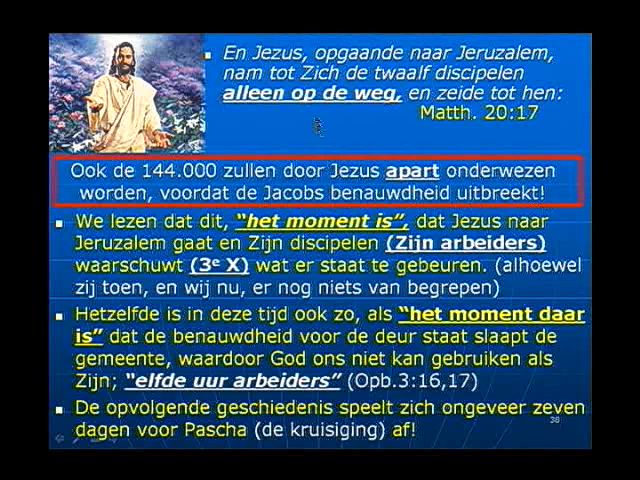 En Jezus, opgaande naar Jeruzalem,
nam tot Zich de twaalf discipelen
alleen op de weg, en zeide tot hen:
Matth. 20:17
Ook de 144.000 zullen door Jezus apart onderwezen
worden, voordat de Jacobs benauwdheid uitbreekt!
We lezen dat dit, “het moment is”, dat Jezus naar
Jeruzalem gaat en Zijn discipelen (Zijn arbeiders)
waarschuwt (3e X) wat er staat te gebeuren. (alhoewel
zij toen, en wij nu, er nog niets van begrepen)
Hetzelfde is in deze tijd ook zo, als “het moment daar
is” dat de benauwdheid voor de deur staat slaapt de
gemeente, waardoor God ons niet kan gebruiken als
Zijn; “elfde uur arbeiders” (Opb.3:16,17)
De opvolgende geschiedenis speelt zich ongeveer zeven
dagen voor Pascha (de kruisiging) af!
38